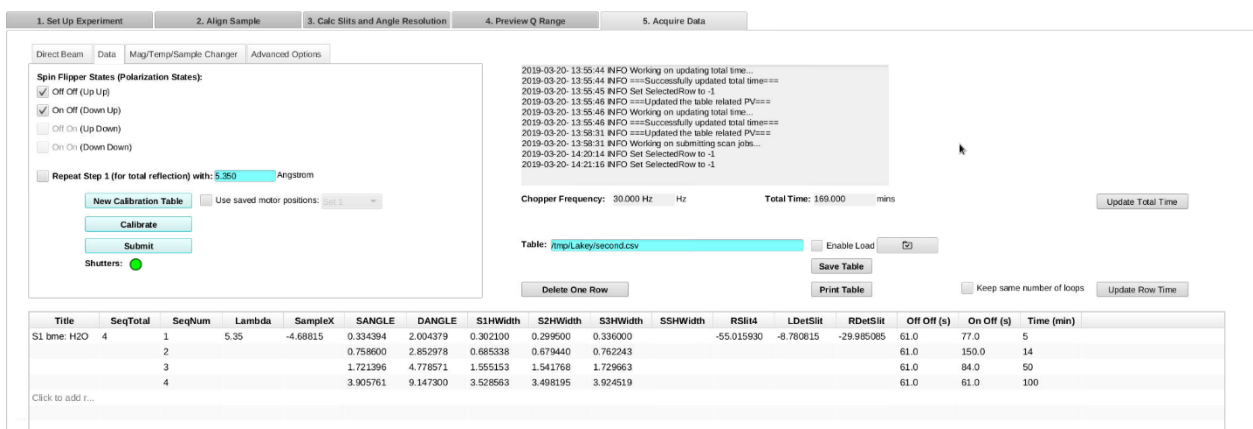 1. Set Up Experiment 2. Align Sample 3. Calc Slits and Angle Resolution 4. Preview Q Range 5. Acquire Data
Direct Beam Data Mag/Temp/Sample Changer Advanced Options
Spin Flipper States (Polarization States):
Off Off (Up Up)
On Off (Down Up)
Off On (Up Down)
On On (Down Down)
Repeat Step 1 (for total reflection) with: 5.350 Angstrom
New Calibration Table Use saved motor positions: Set 1
Calibrate
Submit
Shutters:
2019-03-20- 13:55:44 INFO Working on updating total time...
2019-03-20- 13:55:44 INFO ===Successfully updated total time===
2019-03-20- 13:55:45 INFO Set SelectedRow to -1
2019-03-20- 13:55:46 INFO ===Updated the table related PV===
2019-03-20- 13:55:46 INFO Working on updating total time...
2019-03-20- 13:55:46 INFO ===Successfully updated total time===
2019-03-20- 13:58:31 INFO ===Updated the table related PV===
2019-03-20- 13:58:31 INFO Working on submitting scan jobs...
2019-03-20- 14:20:14 INFO Set SelectedRow to -1
2019-03-20- 14:21:16 INFO Set SelectedRow to -1
Chopper Frequency: 30.000 Hz Hz Total Time: 169.000 mins Update Total Time
Table: /tmp/Lakey/second.csv Enable Load
Save Table
Delete One Row Print Table Keep same number of loops Update Row Time
Title SeqTotal SeqNum Lambda SampleX SANGLE DANGLE S1HWidth S2HWidth S3HWidth SSHWidth RSlit4 LDetSlit RDetSlit Off Off (s) On Off (s) Time (min)
S1 bme: H2O 4 1 5.35 -4.68815 0.334394 2.004379 0.302100 0.299500 0.336000 -55.015930 -8.780815 -29.985085 61.0 77.0 5
2 0.758600 2.852978 0.685338 0.679440 0.762243 61.0 150.0 14
3 1.721396 4.778571 1.555153 1.541768 1.729663 61.0 84.0 50
4 3.905761 9.147300 3.528563 3.498195 3.924519 61.0 61.0 100
Click to add r...